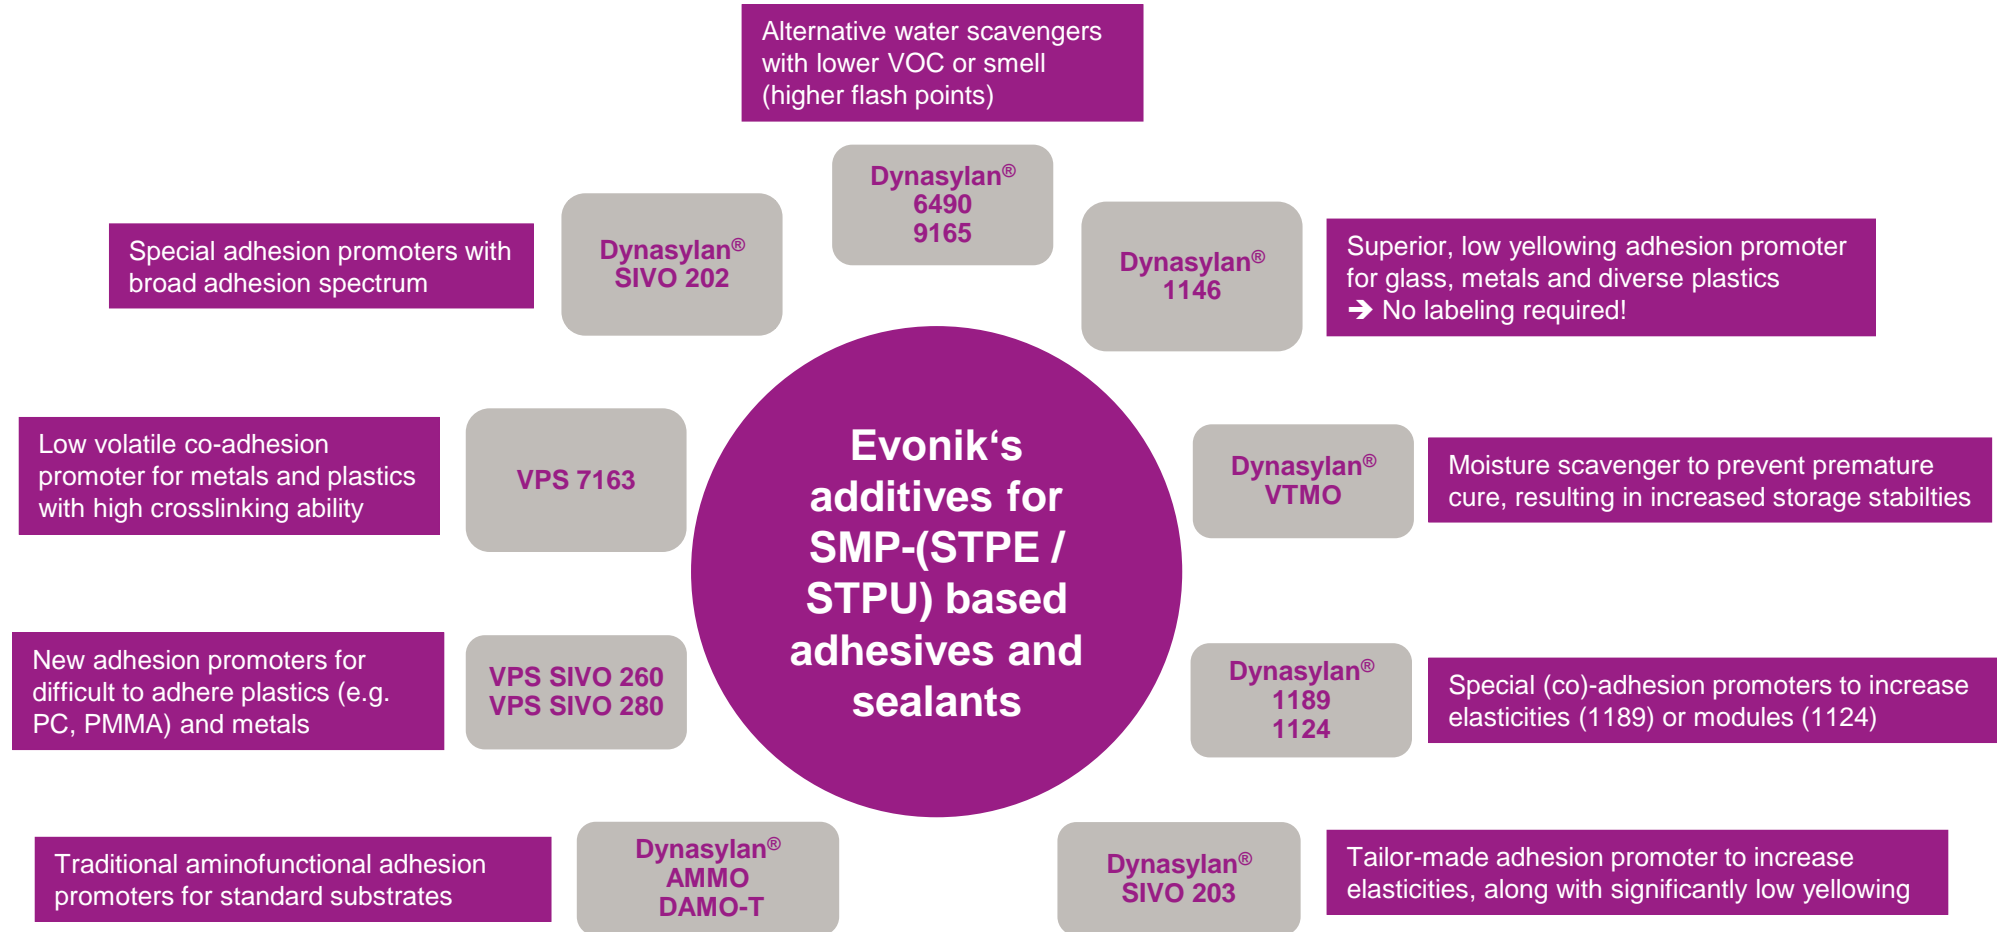 Alternative water scavengers
with lower VOC or smell
(higher flash points)
Dynasylan®
6490
9165
Special adhesion promoters with
broad adhesion spectrum
Dynasylan®
SIVO 202
Dynasylan®
1146
Superior, low yellowing adhesion promoter
for glass, metals and diverse plastics
➔ No labeling required!
Low volatile co-adhesion
promoter for metals and plastics
with high crosslinking ability
VPS 7163
Evonik‘s
additives for
SMP-(STPE /
STPU) based
adhesives and
sealants
Dynasylan®
VTMO
Moisture scavenger to prevent premature
cure, resulting in increased storage stabilties
New adhesion promoters for
difficult to adhere plastics (e.g.
PC, PMMA) and metals
VPS SIVO 260
VPS SIVO 280
Dynasylan®
1189
1124
Special (co)-adhesion promoters to increase
elasticities (1189) or modules (1124)
Traditional aminofunctional adhesion
promoters for standard substrates
Dynasylan®
AMMO
DAMO-T
Dynasylan®
SIVO 203
Tailor-made adhesion promoter to increase
elasticities, along with significantly low yellowing